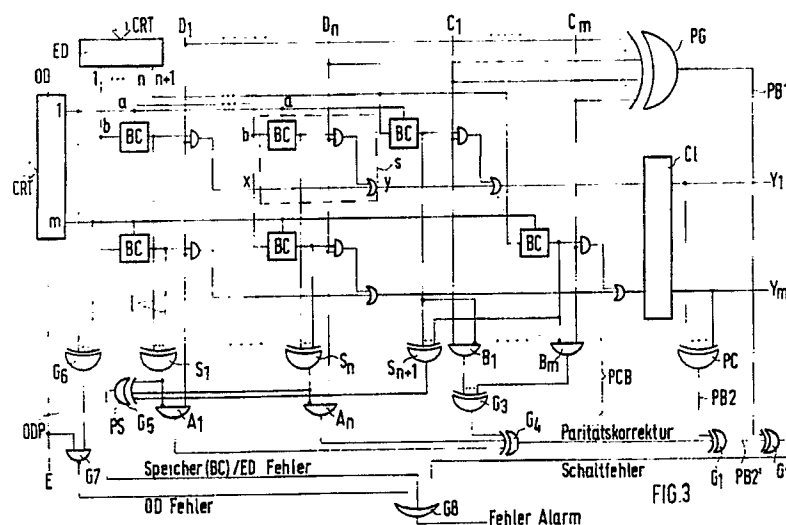 CRT D1 Dn C1 Cm
ED PG
OD 1 ··· n n+1
1 a a PB1
b BC b BC BC s Cl
CRT x y Y1
m
BC BC BC
Ym
G6 S1 Sn Sn+1 B1 Bm PC
PS G5 A1 An G3 PCB PB2
ODP G4 Paritätskorrektur
E G7 Speicher (BC)/ED Fehler Schaltfehler G1 PB2'
OD Fehler G8 FIG.3
Fehler Alarm